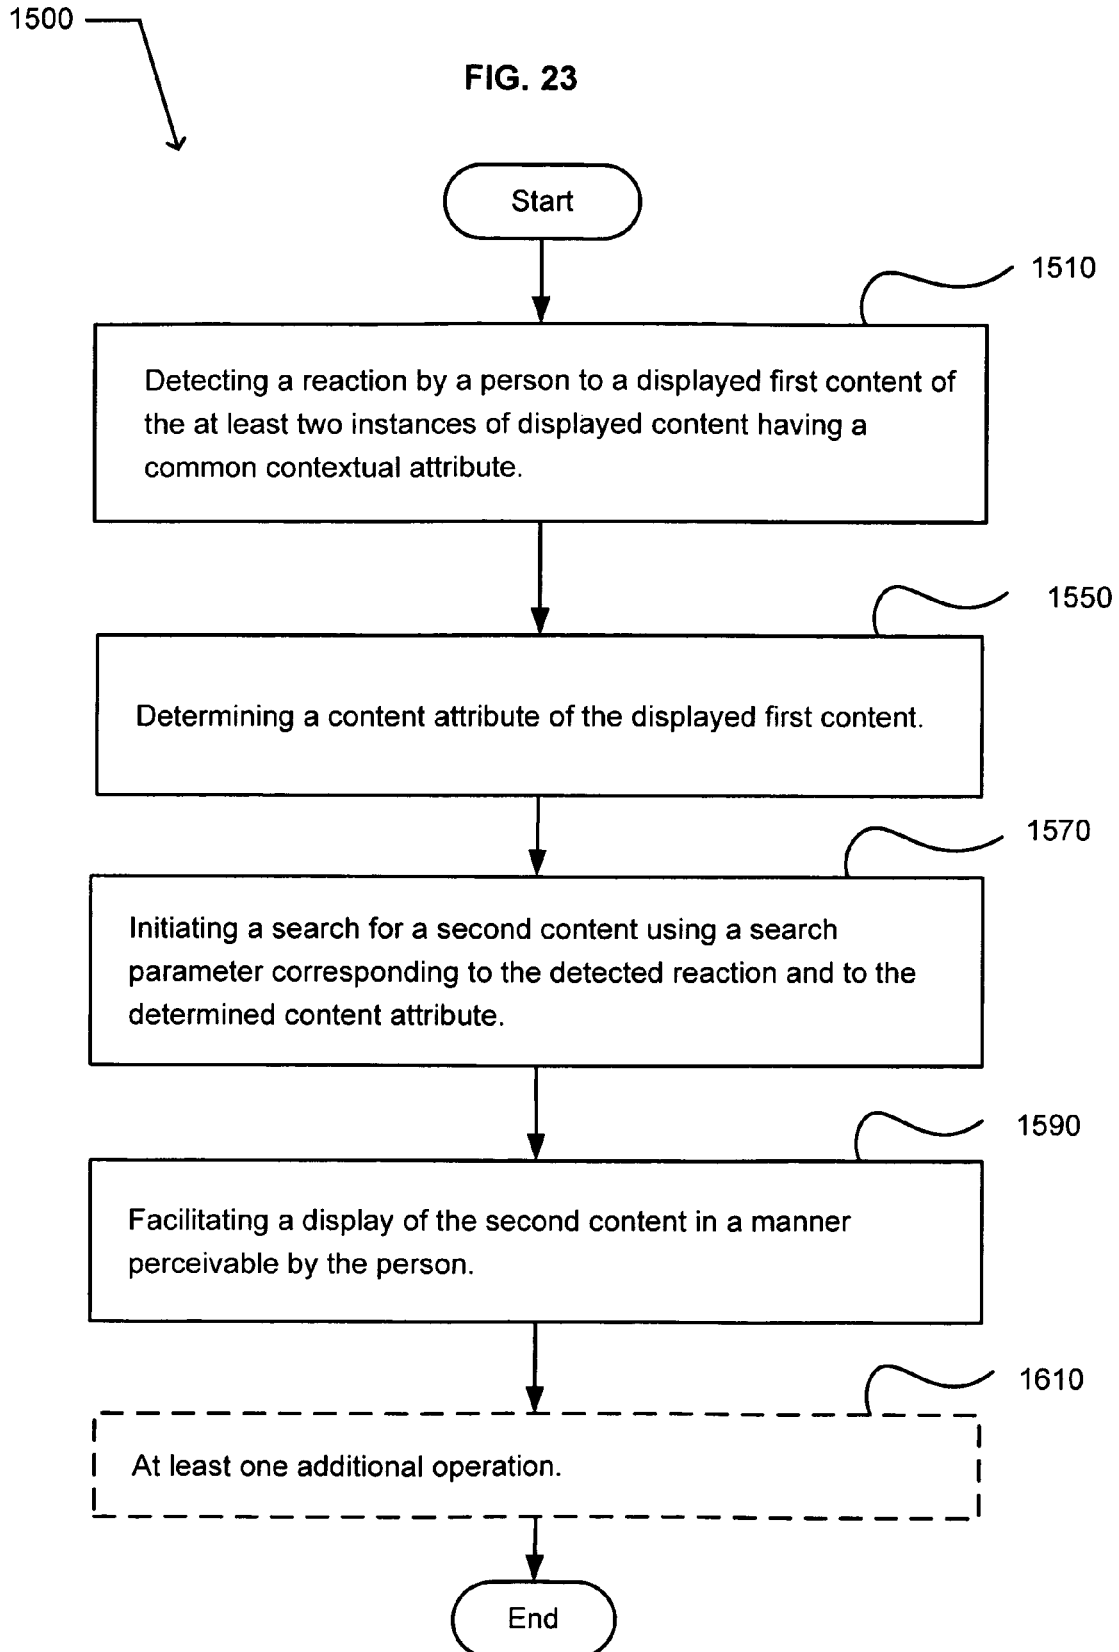 1500
FIG. 23
Start
1510
Detecting a reaction by a person to a displayed first content of
the at least two instances of displayed content having a
common contextual attribute.
1550
Determining a content attribute of the displayed first content.
1570
Initiating a search for a second content using a search
parameter corresponding to the detected reaction and to the
determined content attribute.
1590
Facilitating a display of the second content in a manner
perceivable by the person.
1610
At least one additional operation.
End